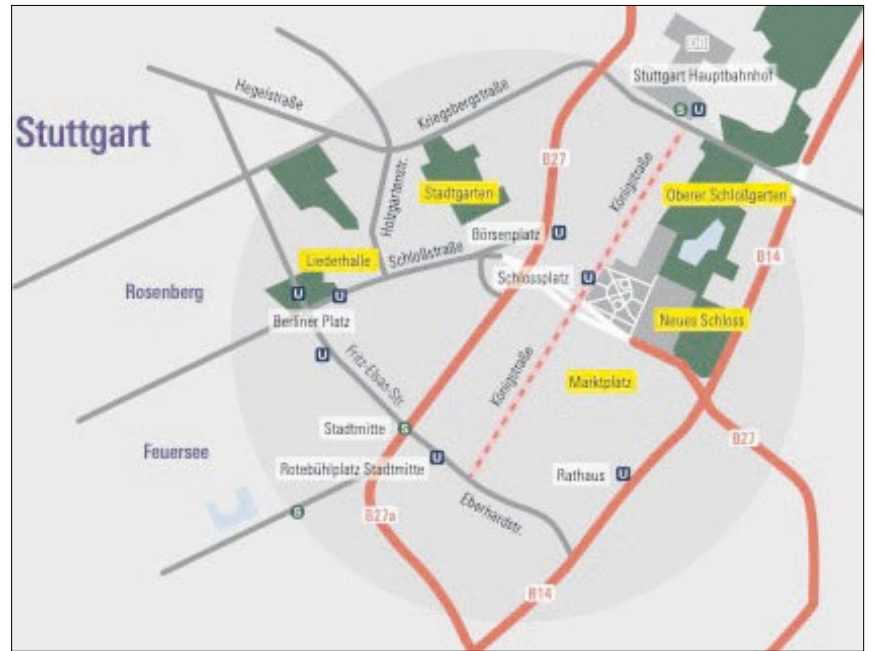 DB
Stuttgart Hauptbahnhof
S U
Hegelstraße
Kriegsbergstraße
Stuttgart
B27
Königstraße
Holzgartenstr.
Stadtgarten
Oberer Schloßgarten
Börsenplatz U
Schloßstraße
B14
Liederhalle
Schlossplatz U
Rosenberg
U U
Berliner Platz
Neues Schloss
U
Fritz-Elsas-Str.
Königstraße
Marktplatz
Stadtmitte S
B27
Feuersee
U
Rotebühlplatz Stadtmitte
Rathaus U
Eberhardstr.
S
B27a
B14